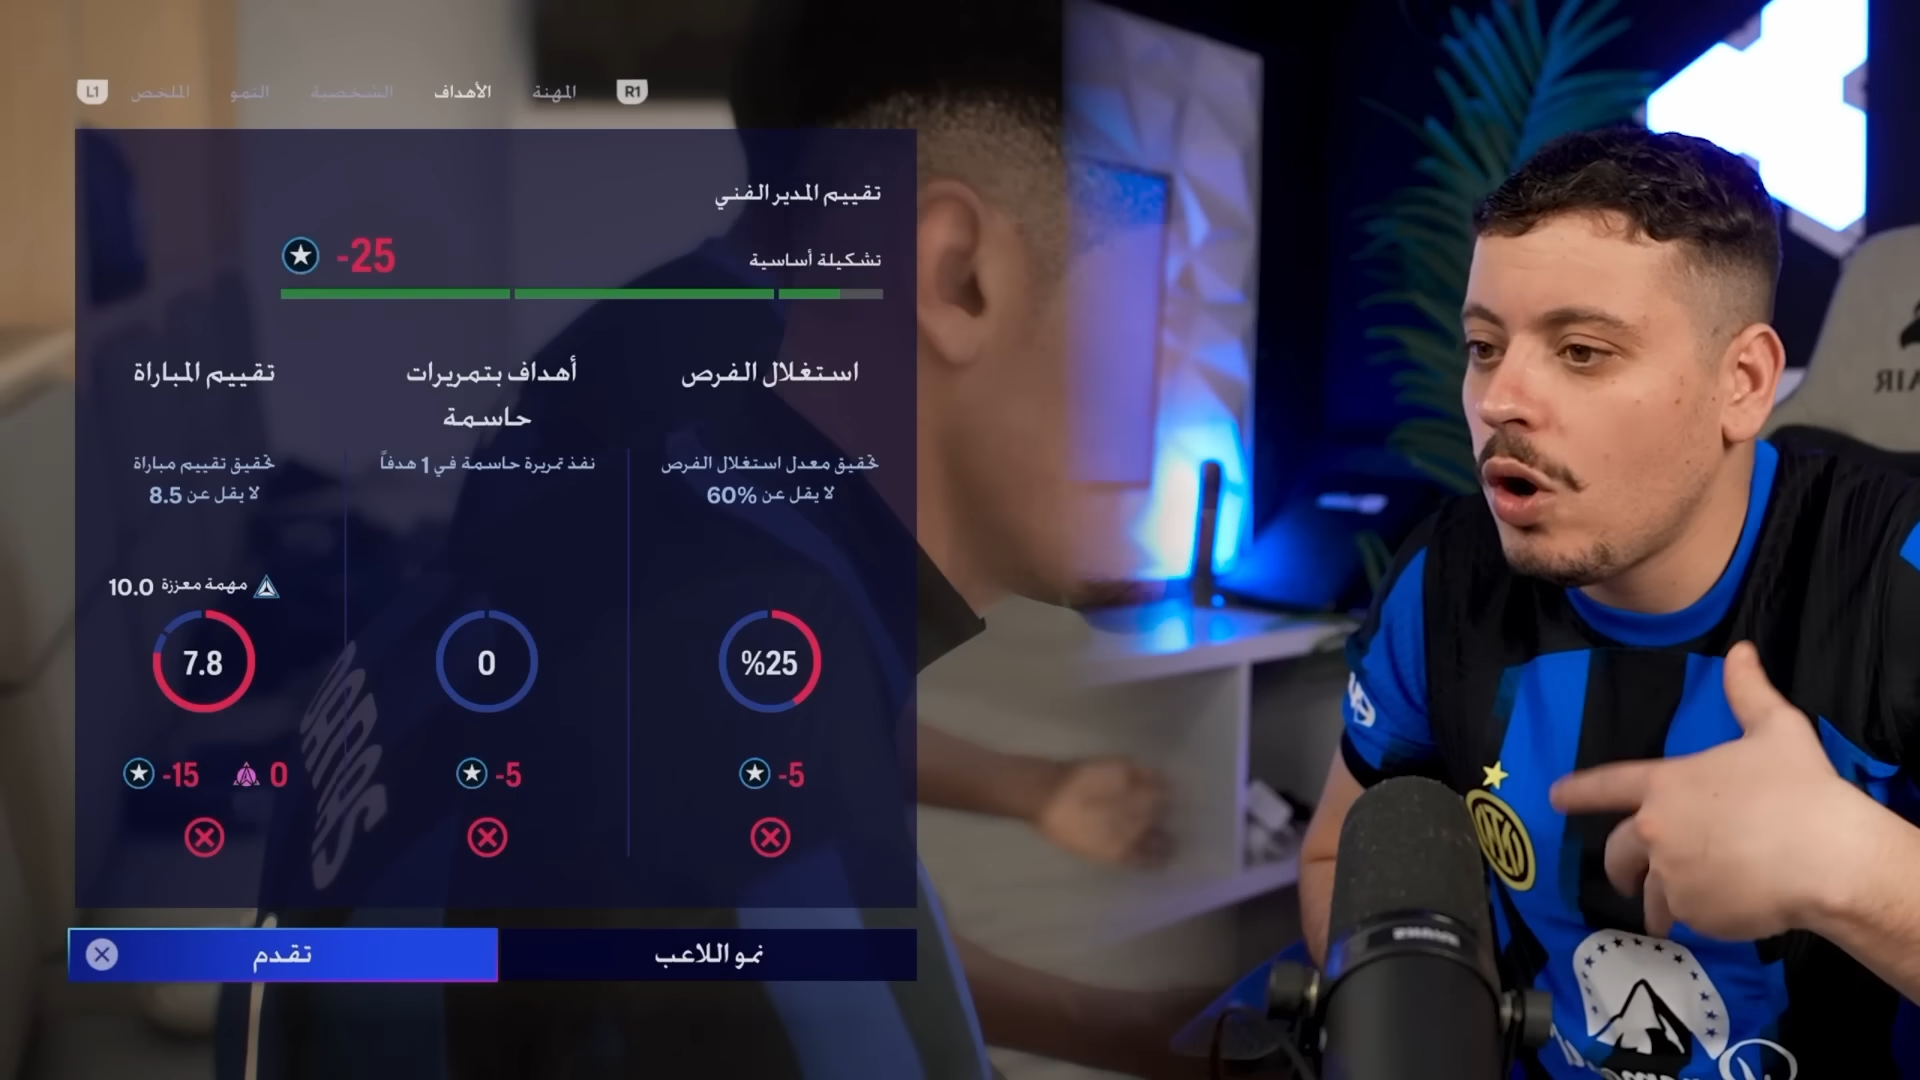 L1 الملخص النمو الشخصية الأهداف المهنة R1
تقييم المدير الفني
تشكيلة أساسية
-25
استغلال الفرص
تحقيق معدل استغلال الفرص
لا يقل عن 60%
%25
-5
أهداف بتمريرات
حاسمة
نفذ تمريرة حاسمة في 1 هدفاً
0
-5
تقييم المباراة
تحقيق تقييم مباراة
لا يقل عن 8.5
مهمة معززة 10.0
7.8
-15 0
نمو اللاعب
تقدم